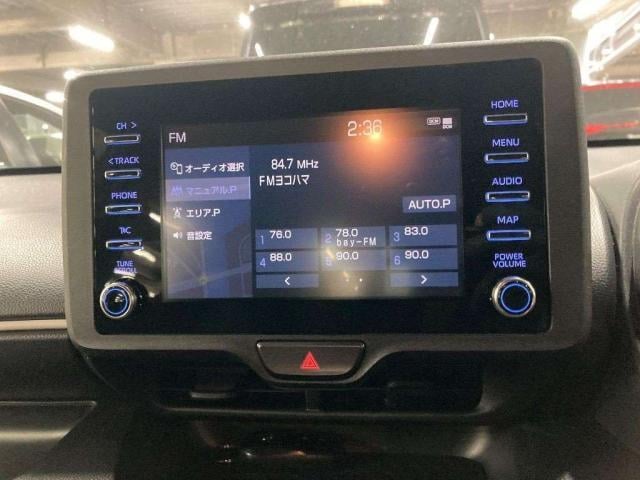 CH >
< TRACK
PHONE
TUNE
SCROLL
FM
2:36
DCM
オーディオ選択
マニュアル.P
エリア.P
音設定
84.7 MHz
FMヨコハマ
AUTO.P
1 76.0
2 78.0
bay-FM
3 83.0
4 88.0
5 90.0
6 90.0
<
>
HOME
MENU
AUDIO
MAP
POWER
VOLUME